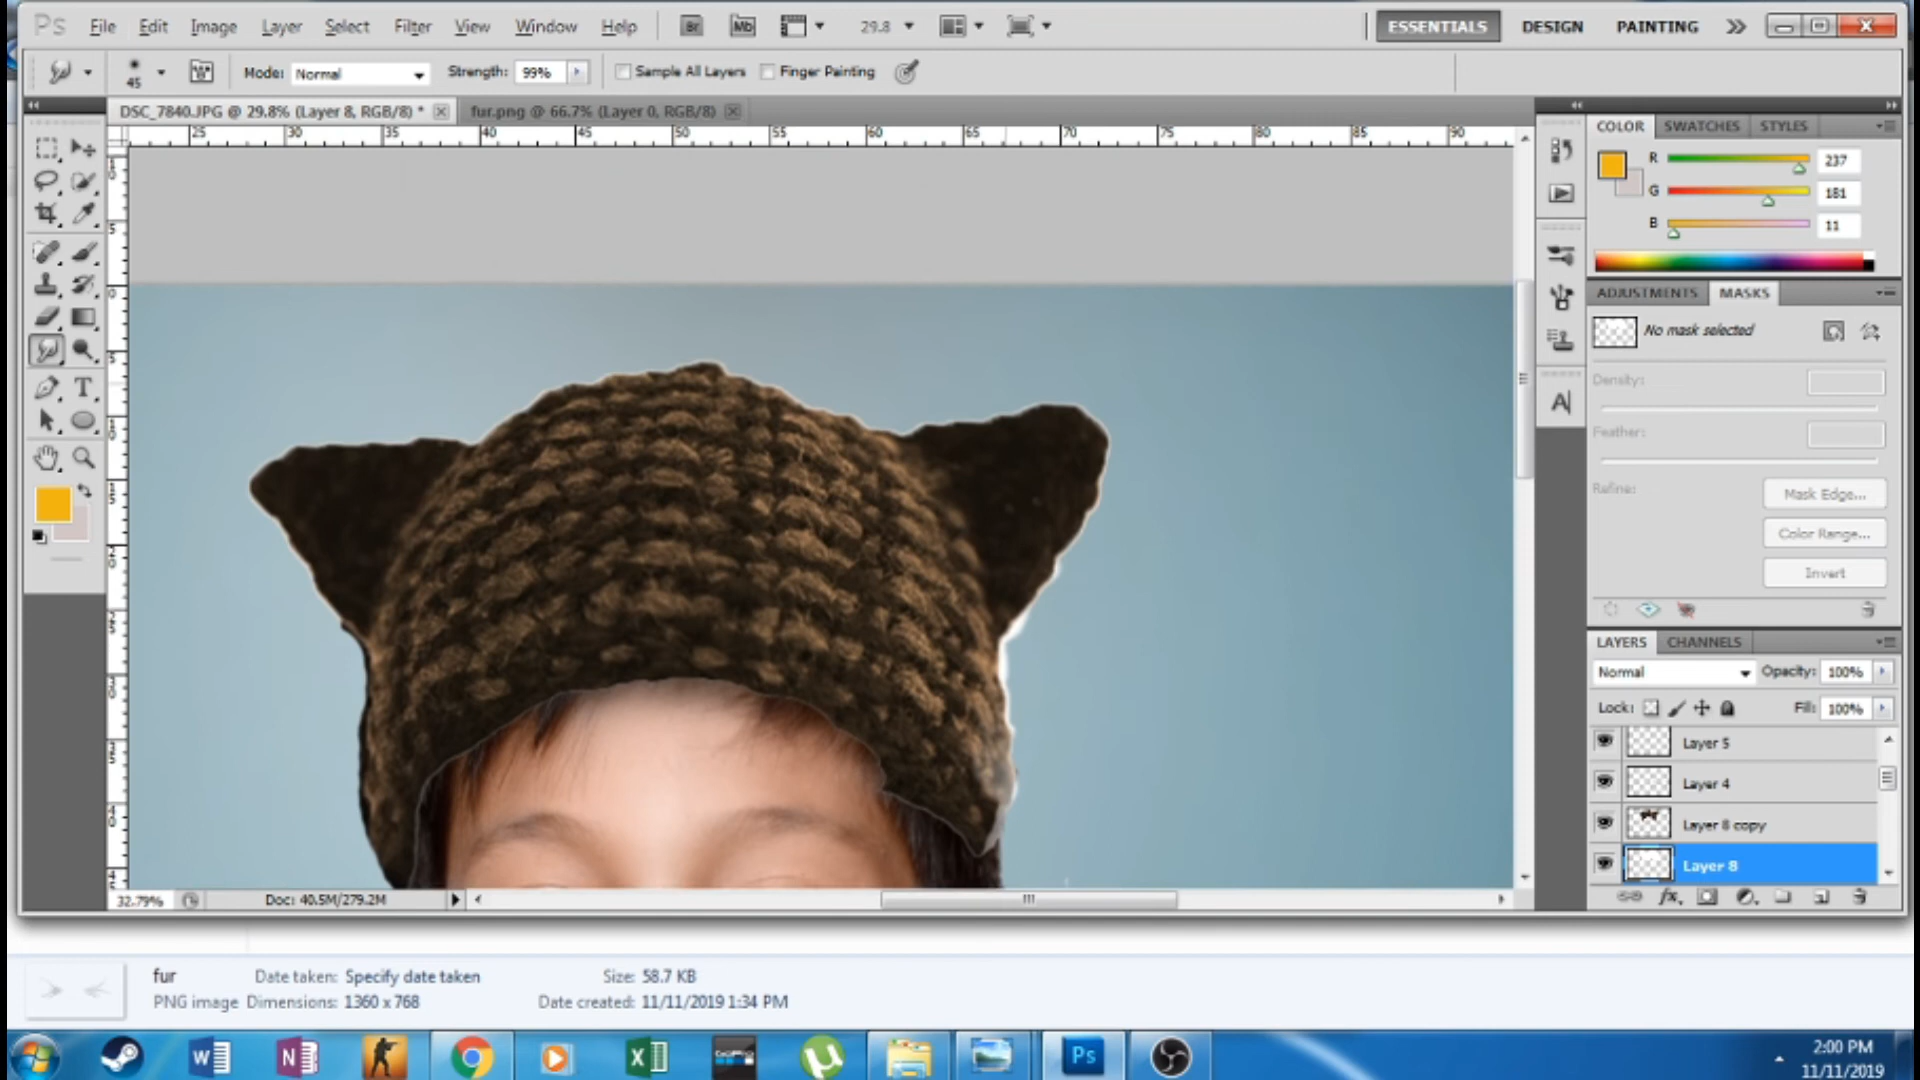 Ps File Edit Image Layer Select Filter View Window Help Br Mb 29.8 ESSENTIALS DESIGN PAINTING
45 Mode: Normal Strength: 99% Sample All Layers Finger Painting
DSC_7840.JPG @ 29.8% (Layer 8, RGB/8) * fur.png @ 66.7% (Layer 0, RGB/8)
25 30 35 40 45 50 55 60 65 70 75 80 85 90
COLOR SWATCHES STYLES
R 237
G 181
B 11
ADJUSTMENTS MASKS
No mask selected
Density:
Feather:
Refine: Mask Edge...
Color Range...
Invert
LAYERS CHANNELS
Normal Opacity: 100%
Lock: Fill: 100%
Layer 5
Layer 4
Layer 8 copy
Layer 8
32.79% Doc: 40.5M/279.2M
fur Date taken: Specify date taken Size: 58.7 KB
PNG image Dimensions: 1360 x 768 Date created: 11/11/2019 1:34 PM
Ps
2:00 PM
11/11/2019